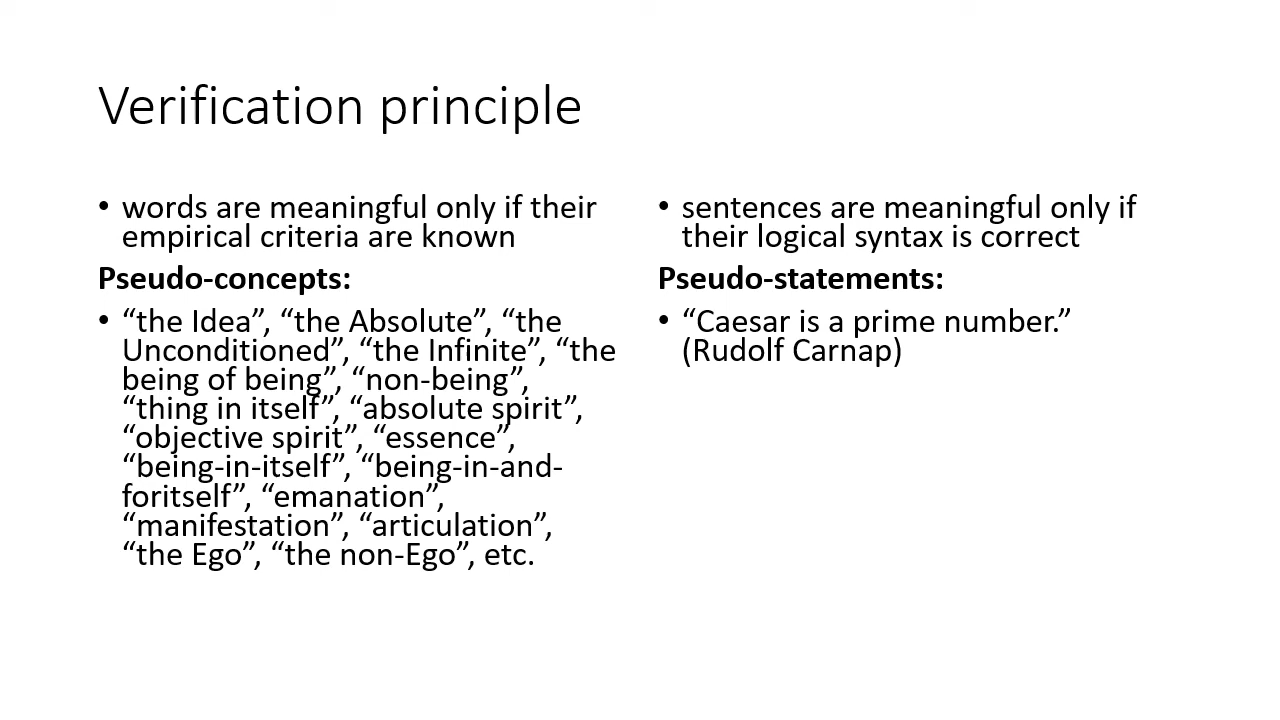 Verification principle
• words are meaningful only if their
empirical criteria are known
Pseudo-concepts:
• “the Idea”, “the Absolute”, “the
Unconditioned”, “the Infinite”, “the
being of being”, “non-being”,
“thing in itself”, “absolute spirit”,
“objective spirit”, “essence”,
“being-in-itself”, “being-in-and-
foritself”, “emanation”,
“manifestation”, “articulation”,
“the Ego”, “the non-Ego”, etc.
• sentences are meaningful only if
their logical syntax is correct
Pseudo-statements:
• “Caesar is a prime number.”
(Rudolf Carnap)